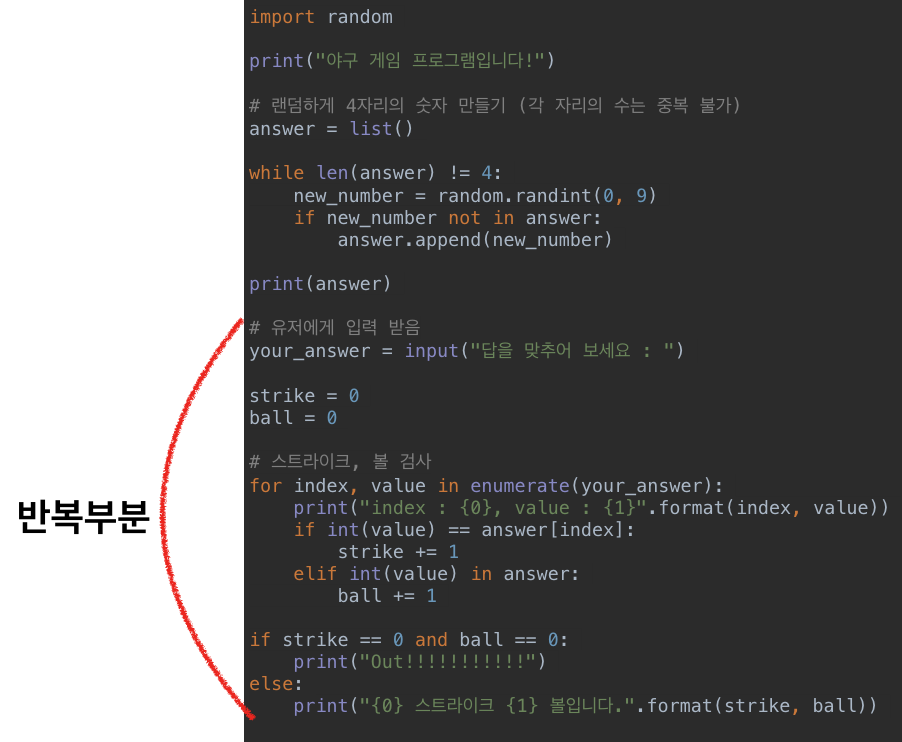 import random
print("야구 게임 프로그램입니다!")
# 랜덤하게 4자리의 숫자 만들기 (각 자리의 수는 중복 불가)
answer = list()
while len(answer) != 4:
    new_number = random.randint(0, 9)
    if new_number not in answer:
        answer.append(new_number)
print(answer)
# 유저에게 입력 받음
your_answer = input("답을 맞추어 보세요 : ")
strike = 0
ball = 0
# 스트라이크, 볼 검사
for index, value in enumerate(your_answer):
    print("index : {0}, value : {1}".format(index, value))
    if int(value) == answer[index]:
        strike += 1
    elif int(value) in answer:
        ball += 1
if strike == 0 and ball == 0:
    print("Out!!!!!!!!!!!")
else:
    print("{0} 스트라이크 {1} 볼입니다.".format(strike, ball))
반복부분